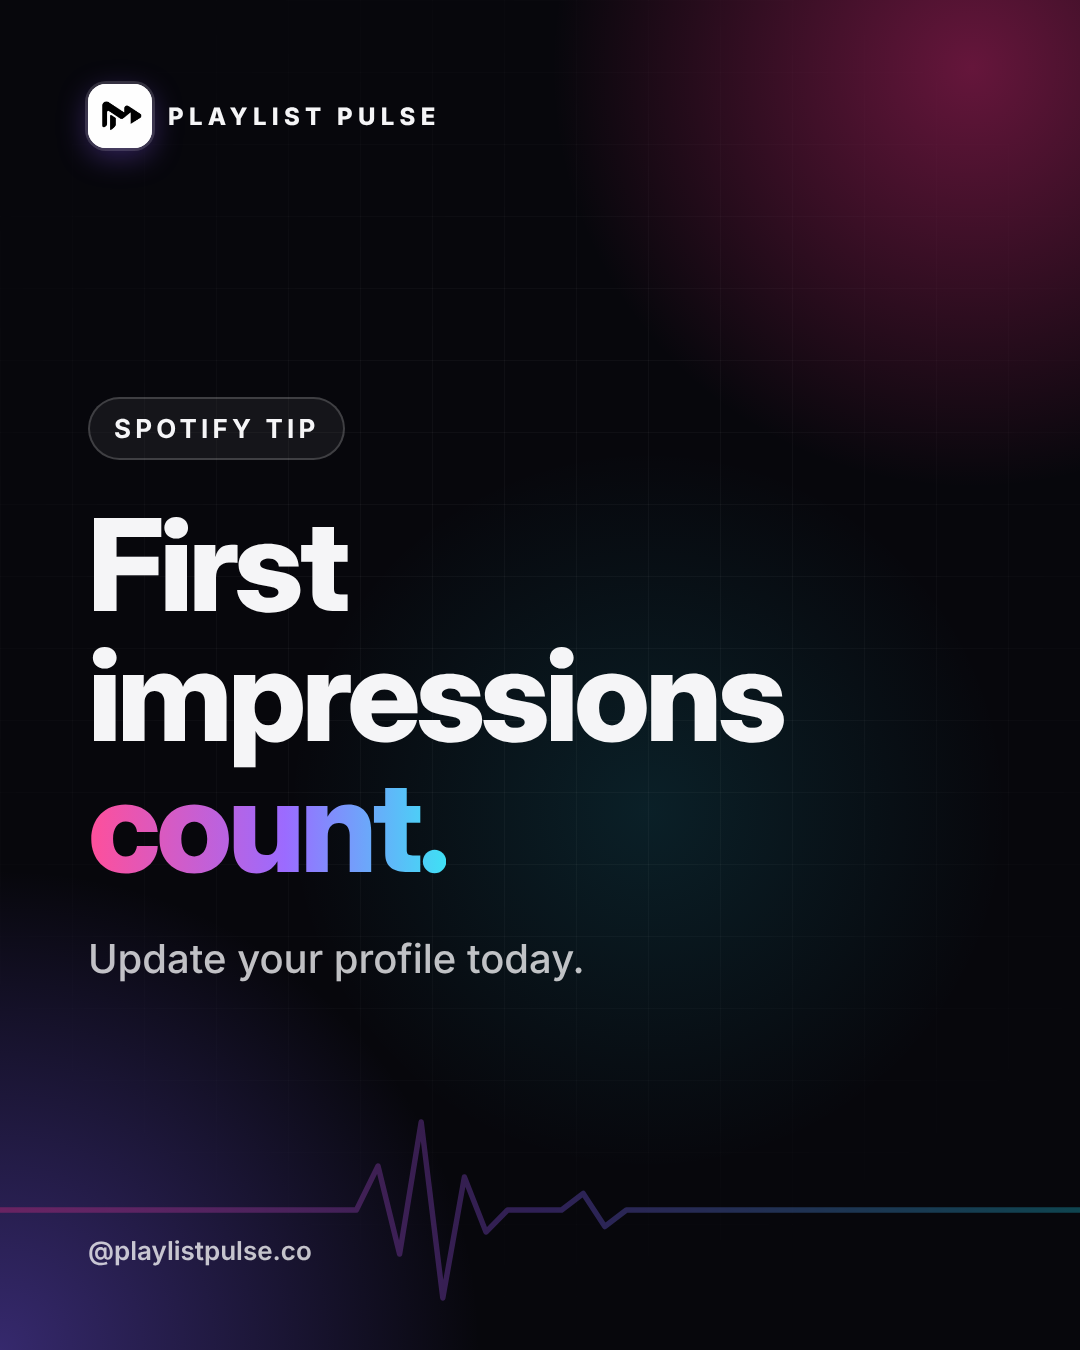 PLAYLIST PULSE
SPOTIFY TIP
First
impressions
count.
Update your profile today.
@playlistpulse.co